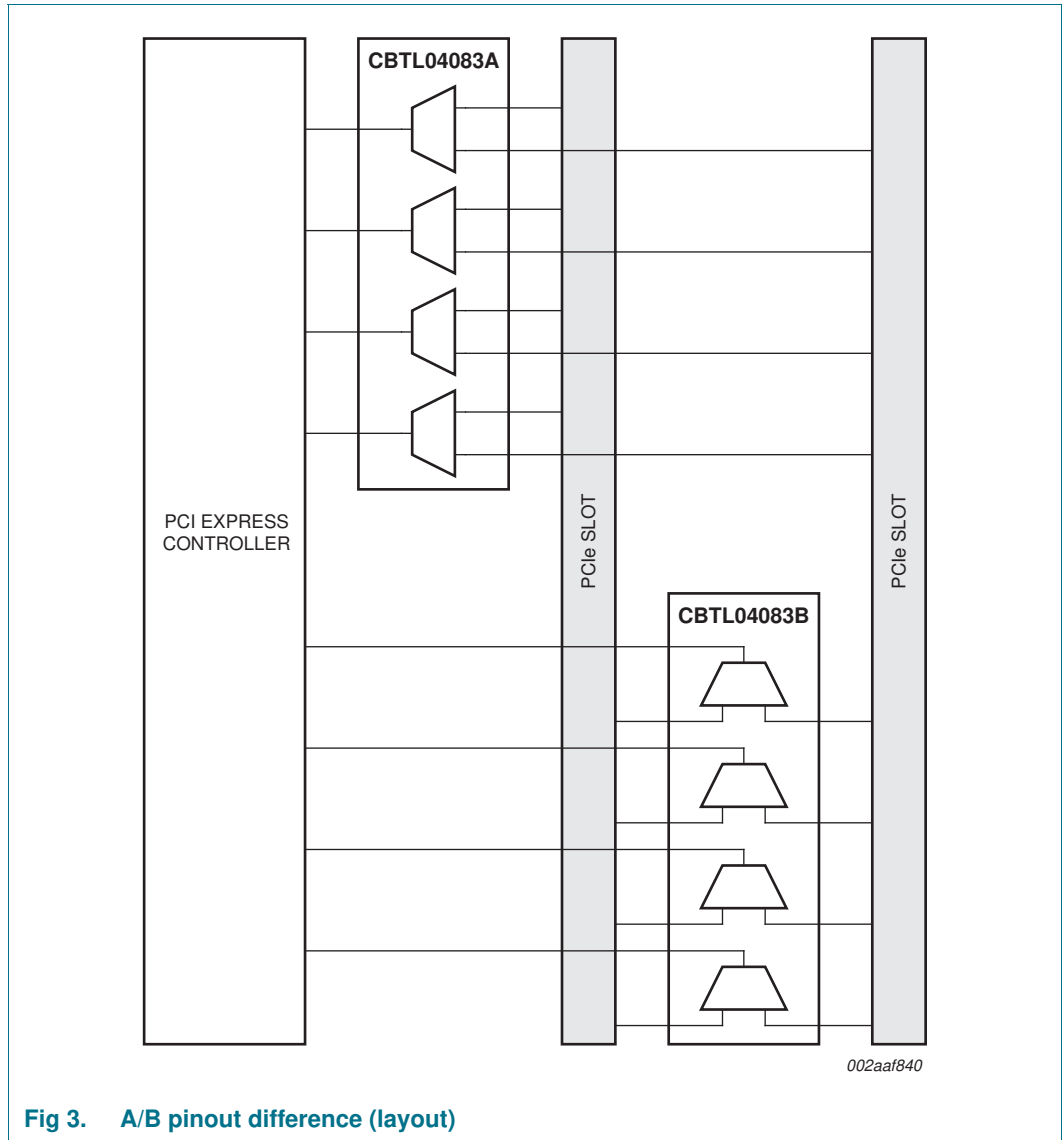 CBTL04083A
PCI EXPRESS
CONTROLLER
PCIe SLOT
PCIe SLOT
CBTL04083B
002aaf840
Fig 3. A/B pinout difference (layout)